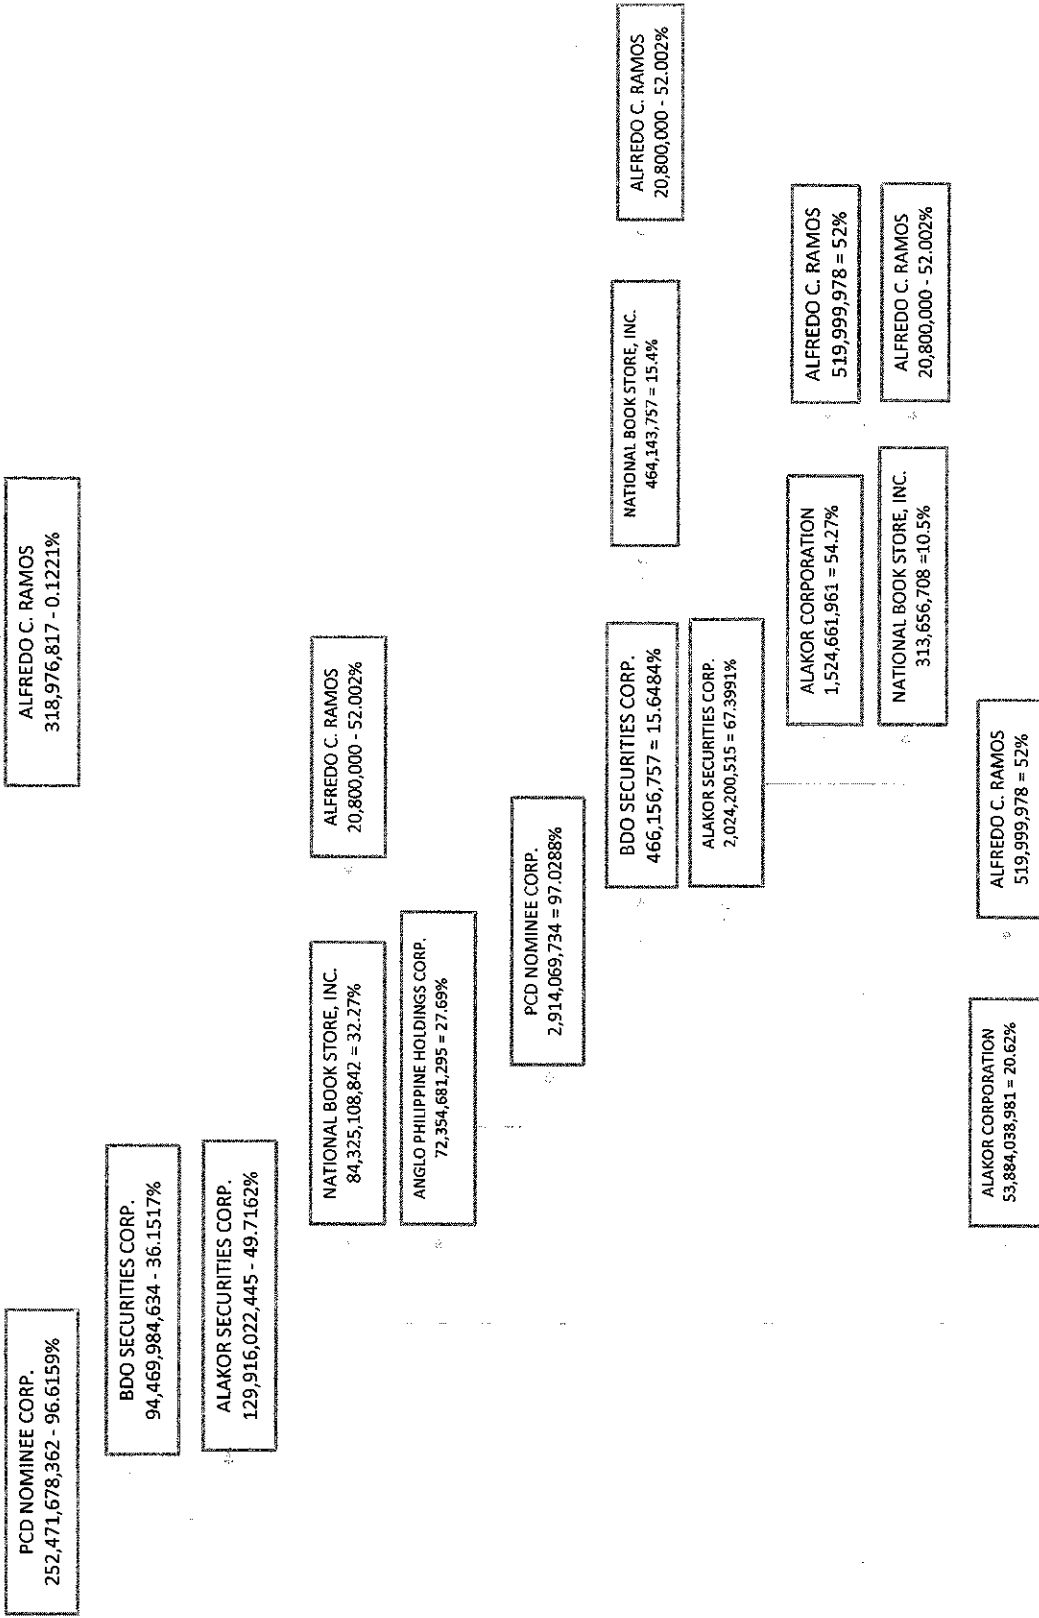 PCD NOMINEE CORP.
252,471,678,362 - 96.6159%
ALFREDO C. RAMOS
318,976,817 - 0.1221%
BDO SECURITIES CORP.
94,469,984,634 - 36.1517%
ALAKOR SECURITIES CORP.
129,916,022,445 - 49.7162%
NATIONAL BOOK STORE, INC.
84,325,108,842 = 32.27%
ALFREDO C. RAMOS
20,800,000 - 52.002%
ANGLO PHILIPPINE HOLDINGS CORP.
72,354,681,295 = 27.69%
PCD NOMINEE CORP.
2,914,069,734 = 97.0288%
BDO SECURITIES CORP.
466,156,757 = 15.6484%
NATIONAL BOOK STORE, INC.
464,143,757 = 15.4%
ALFREDO C. RAMOS
20,800,000 - 52.002%
ALAKOR SECURITIES CORP.
2,024,200,515 = 67.3991%
ALAKOR CORPORATION
1,524,661,961 = 54.27%
ALFREDO C. RAMOS
519,999,978 = 52%
NATIONAL BOOK STORE, INC.
313,656,708 =10.5%
ALFREDO C. RAMOS
20,800,000 - 52.002%
ALAKOR CORPORATION
53,884,038,981 = 20.62%
ALFREDO C. RAMOS
519,999,978 = 52%